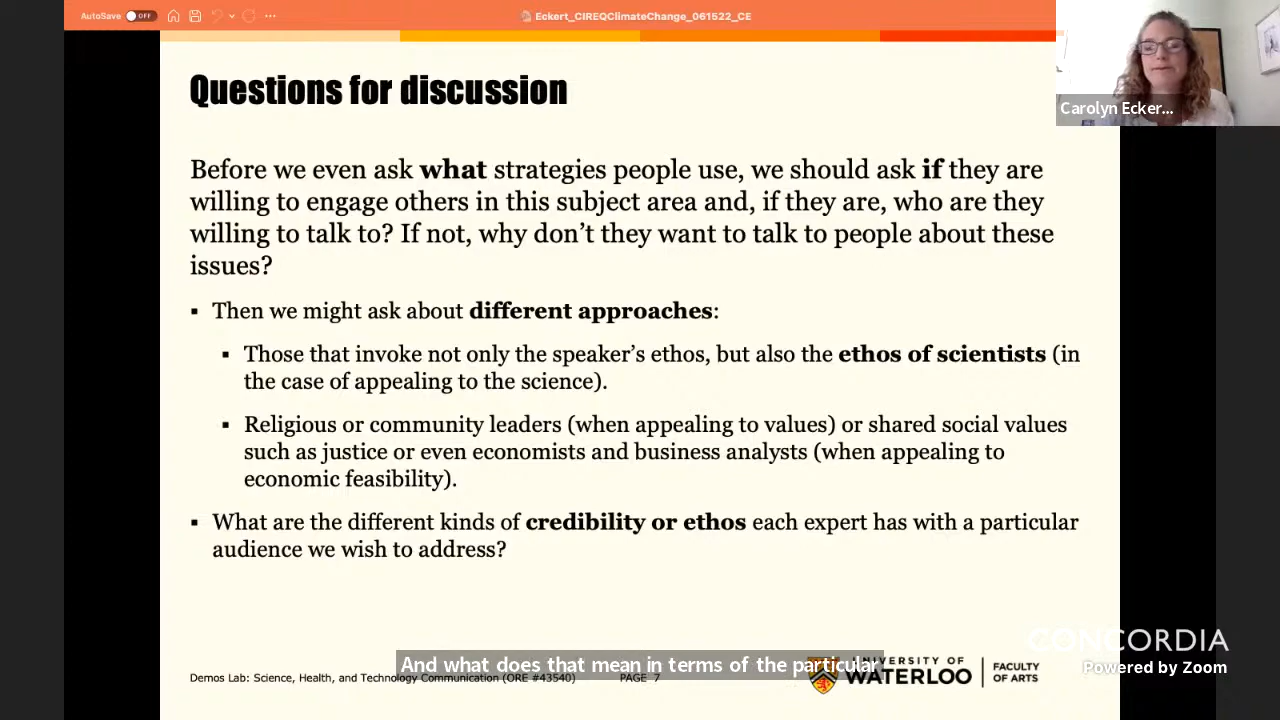 AutoSave OFF
Eckert_CIREQClimateChange_061522_CE
Carolyn Ecker...
Questions for discussion
Before we even ask what strategies people use, we should ask if they are
willing to engage others in this subject area and, if they are, who are they
willing to talk to? If not, why don’t they want to talk to people about these
issues?
▪ Then we might ask about different approaches:
▪ Those that invoke not only the speaker’s ethos, but also the ethos of scientists (in
the case of appealing to the science).
▪ Religious or community leaders (when appealing to values) or shared social values
such as justice or even economists and business analysts (when appealing to
economic feasibility).
▪ What are the different kinds of credibility or ethos each expert has with a particular
audience we wish to address?
And what does that mean in terms of the particular
Demos Lab: Science, Health, and Technology Communication (ORE #43540)
PAGE 7
UNIVERSITY OF
WATERLOO
FACULTY
OF ARTS
CONCORDIA
Powered by Zoom